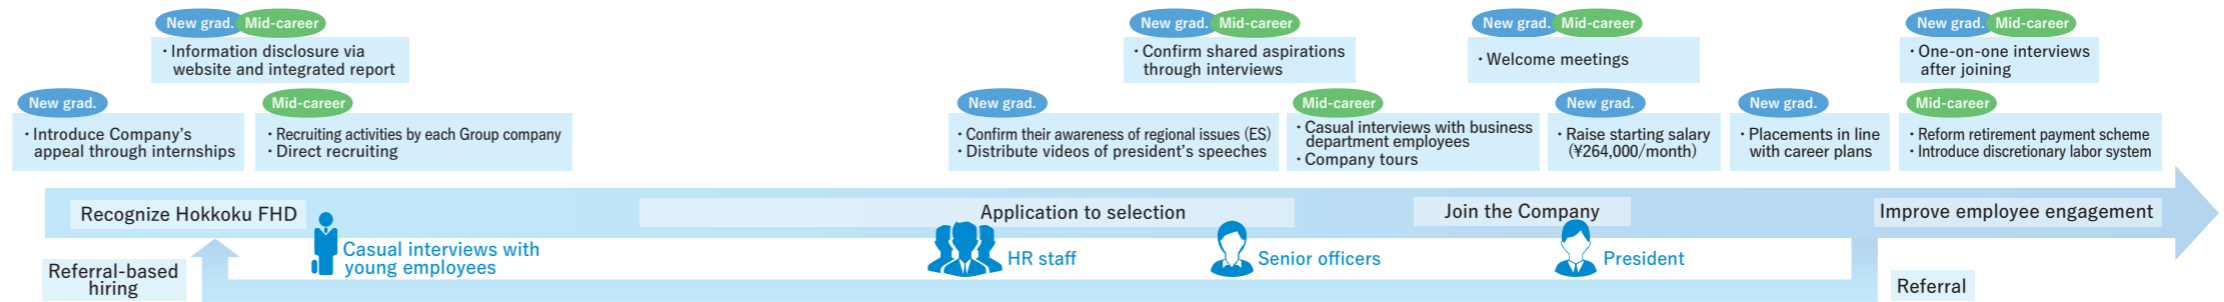 New grad. Mid-career
・Information disclosure via
website and integrated report
New grad.
・Introduce Company's
appeal through internships
Mid-career
・Recruiting activities by each Group company
・Direct recruiting
New grad. Mid-career
・Confirm shared aspirations
through interviews
New grad.
・Confirm their awareness of regional issues (ES)
・Distribute videos of president's speeches
Mid-career
・Casual interviews with business
department employees
・Company tours
New grad. Mid-career
・Welcome meetings
New grad.
・Raise starting salary
(¥264,000/month)
New grad.
・Placements in line
with career plans
New grad. Mid-career
・One-on-one interviews
after joining
Mid-career
・Reform retirement payment scheme
・Introduce discretionary labor system
Recognize Hokkoku FHD
Application to selection
Join the Company
Improve employee engagement
Casual interviews with
young employees
HR staff
Senior officers
President
Referral-based
hiring
Referral